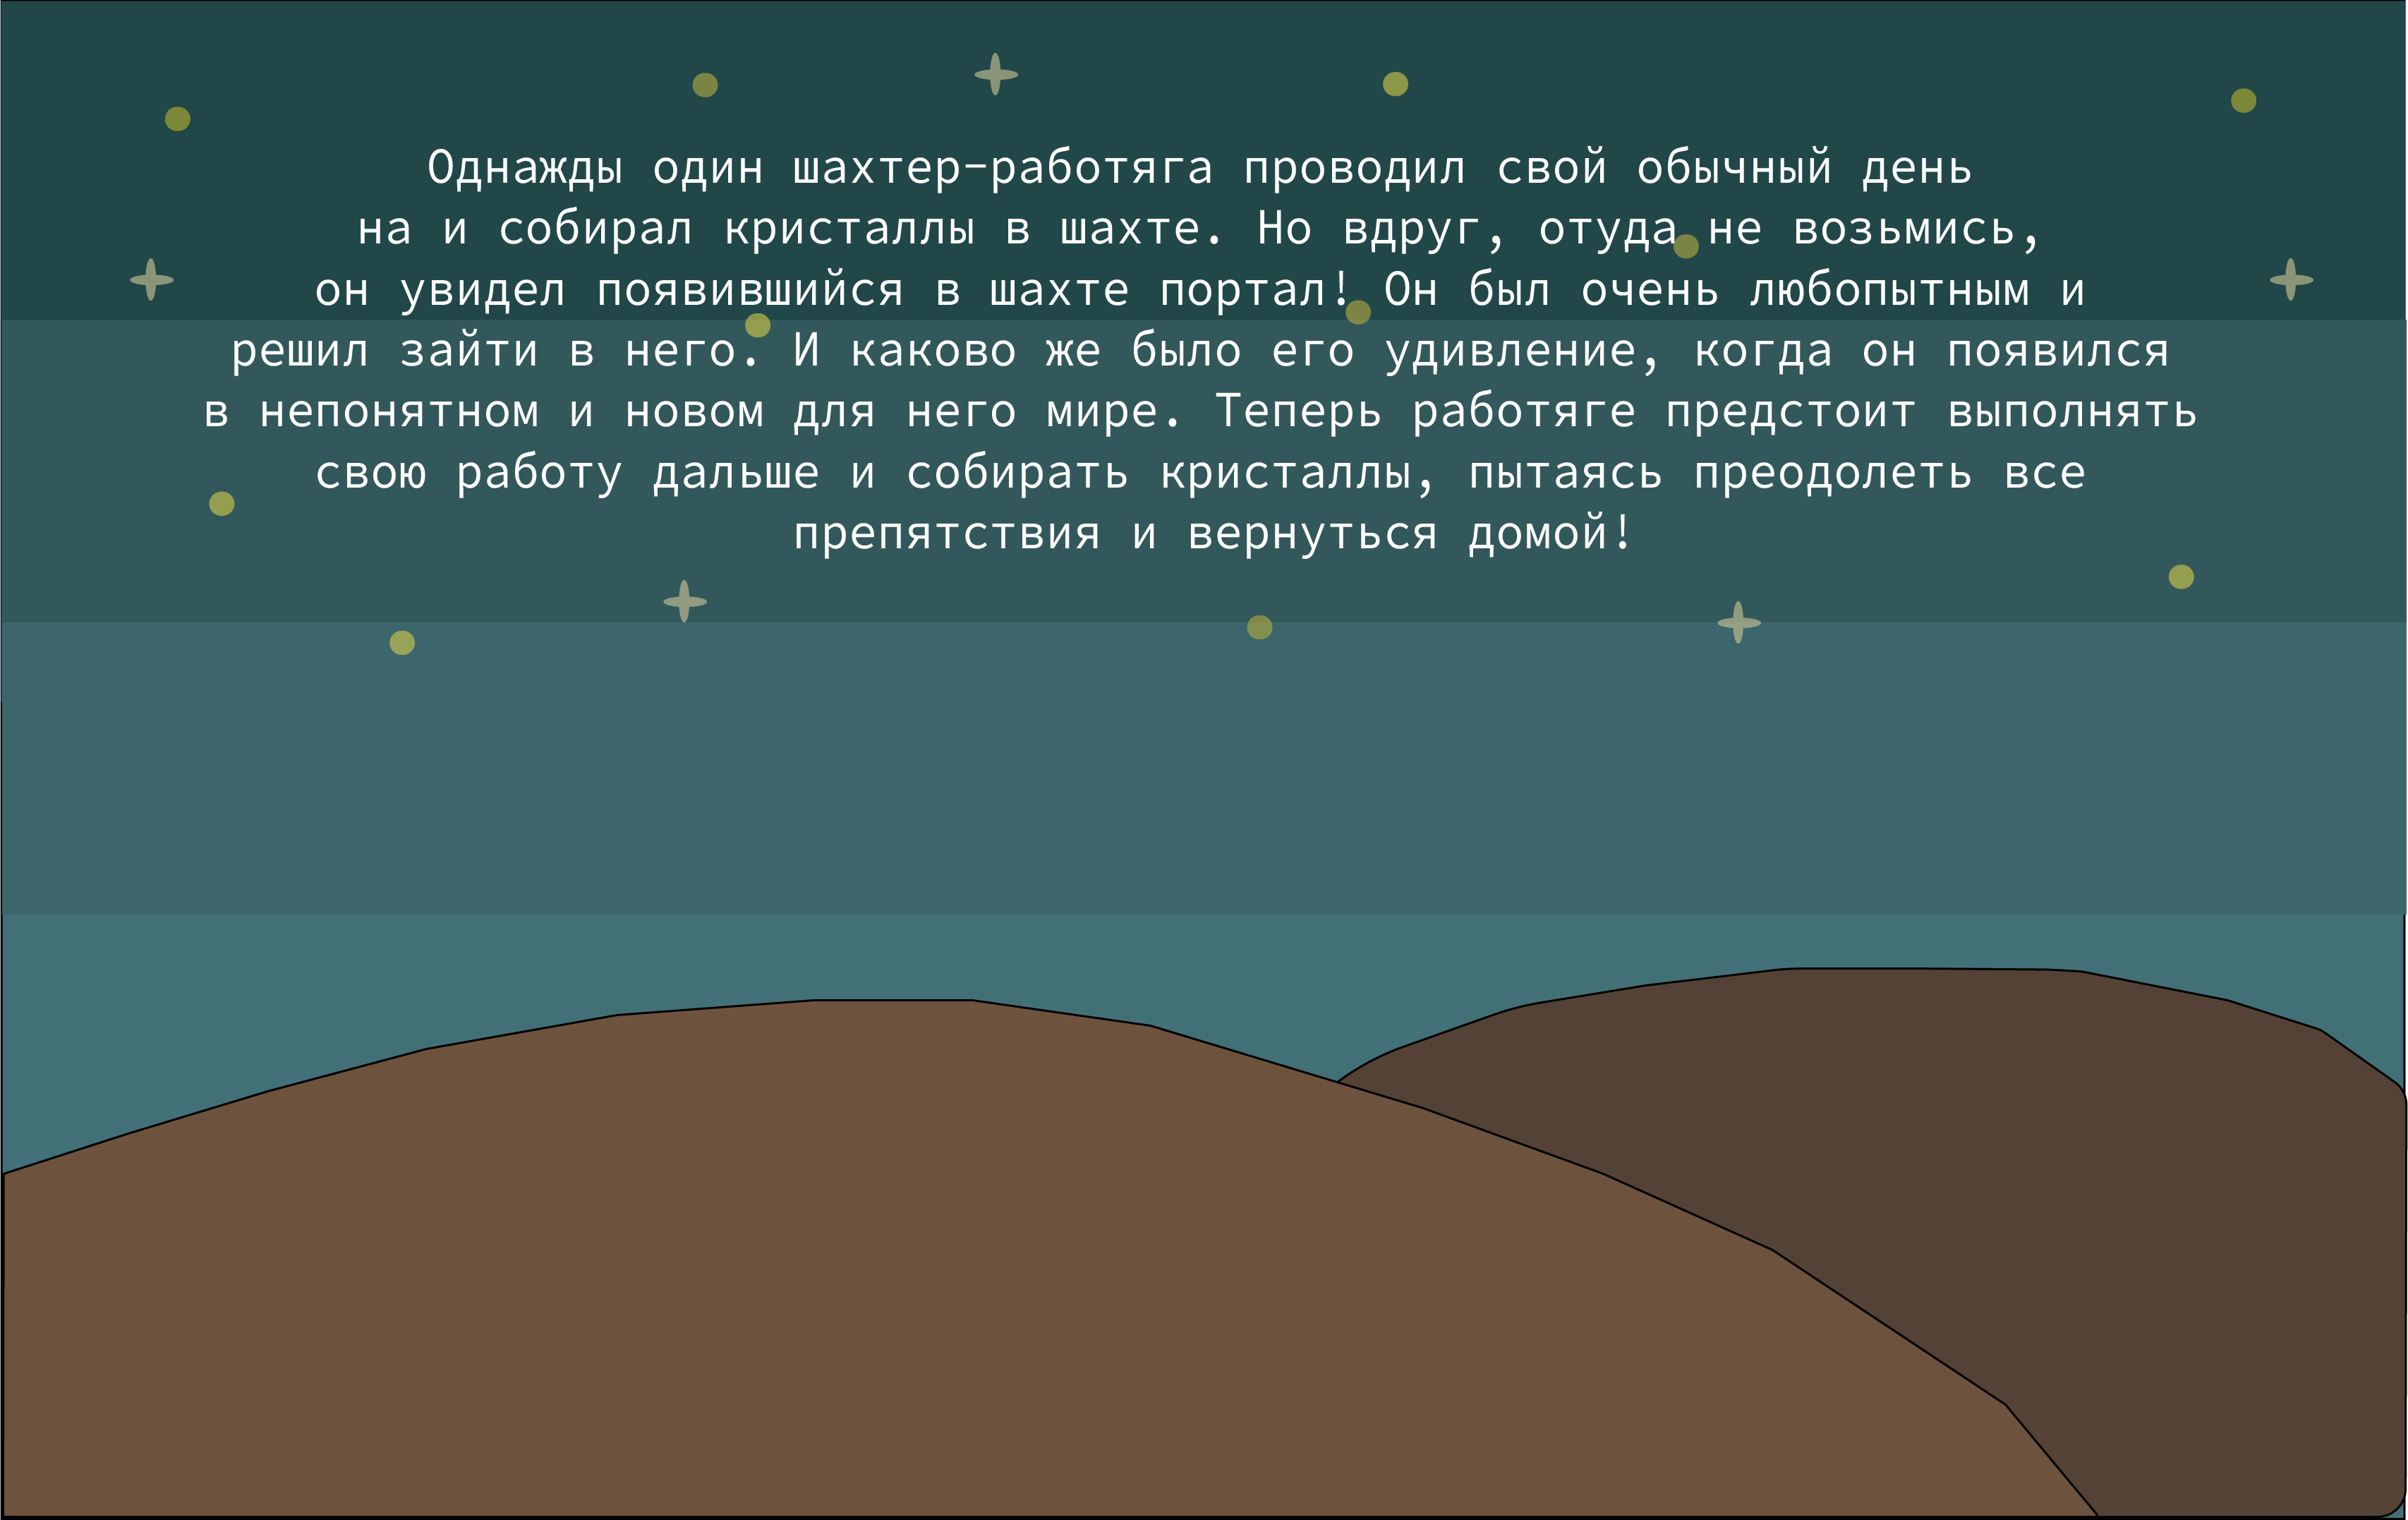 Однажды один шахтер-работяга проводил свой обычный день
на и собирал кристаллы в шахте. Но вдруг, отуда не возьмись,
он увидел появившийся в шахте портал! Он был очень любопытным и
решил зайти в него. И каково же было его удивление, когда он появился
в непонятном и новом для него мире. Теперь работяге предстоит выполнять
свою работу дальше и собирать кристаллы, пытаясь преодолеть все
препятствия и вернуться домой!